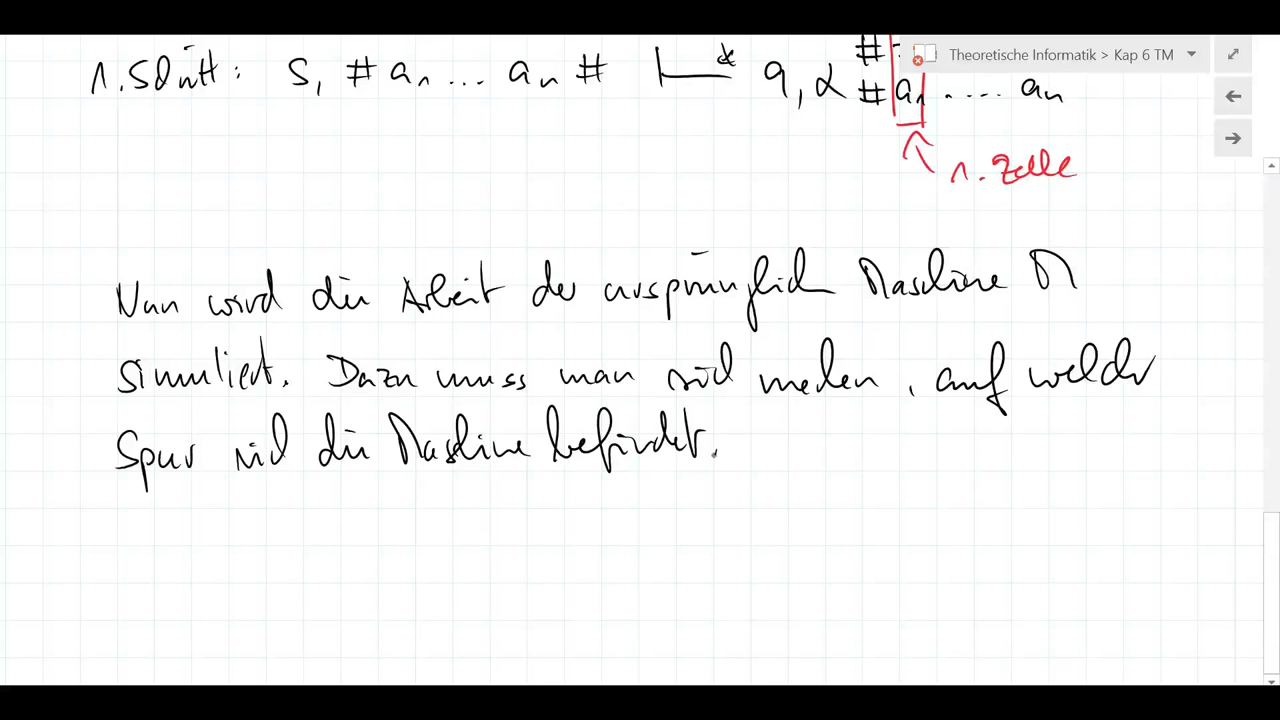 Theoretische Informatik > Kap 6 TM
1. Schritt: s, # a₁ ... aₙ # ⊢* q, α # #
# a₁ .... aₙ
1. Zelle
Nun wird die Arbeit der ursprünglich Maschine M
simuliert. Dazu muss man sich merken, auf welcher
Spur sich die Maschine befindet.